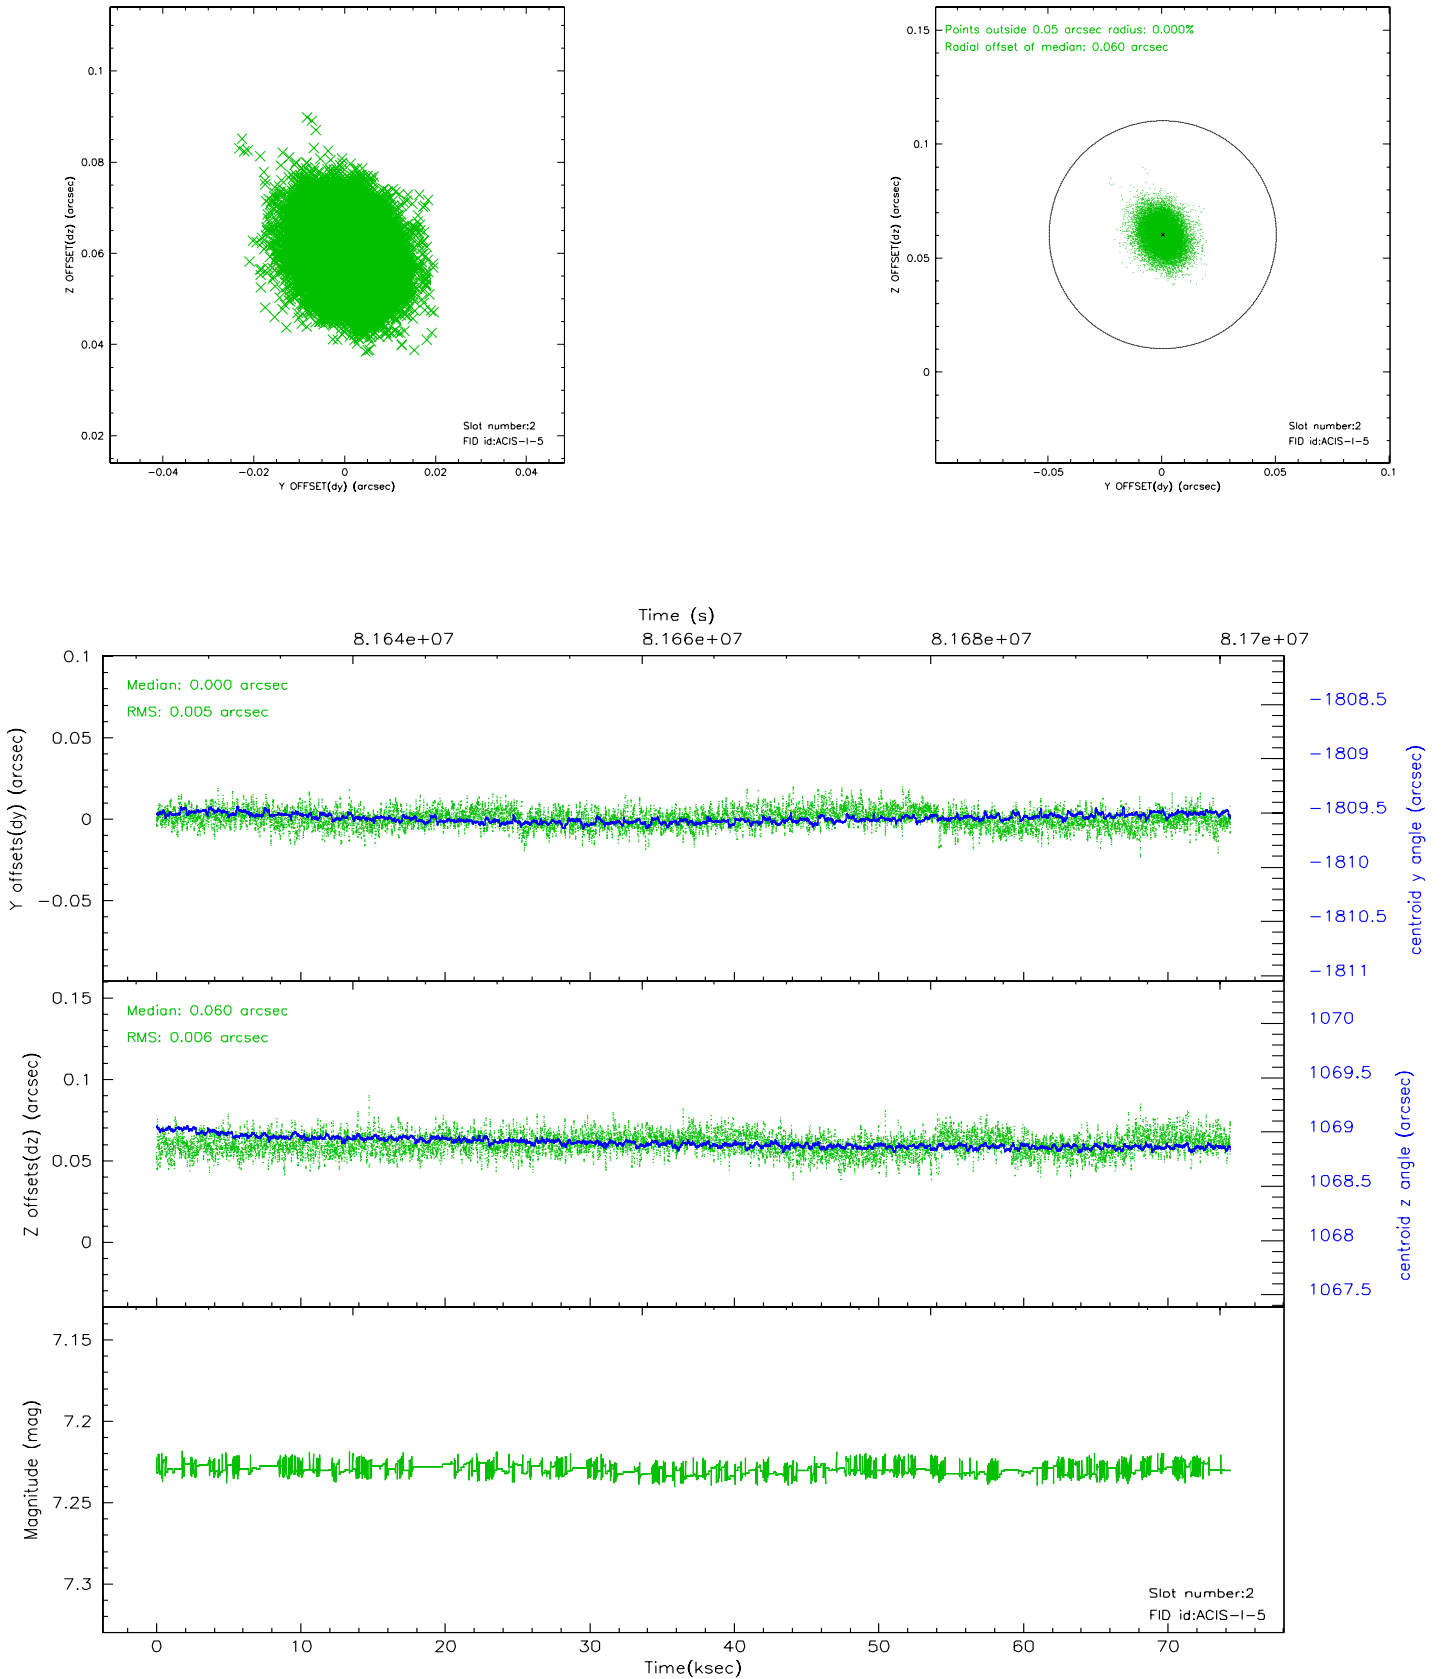 0.1
0.08
0.06
0.04
0.02
Z OFFSET(dz) (arcsec)
Slot number:2
FID id:ACIS-I-5
-0.04 -0.02 0 0.02 0.04
Y OFFSET(dy) (arcsec)
Points outside 0.05 arcsec radius: 0.000%
Radial offset of median: 0.060 arcsec
0.15
0.1
0.05
0
Z OFFSET(dz) (arcsec)
Slot number:2
FID id:ACIS-I-5
-0.05 0 0.05 0.1
Y OFFSET(dy) (arcsec)
Time (s)
8.164e+07 8.166e+07 8.168e+07 8.17e+07
Median: 0.000 arcsec
RMS: 0.005 arcsec
0.1
0.05
0
-0.05
Y offsets(dy) (arcsec)
-1808.5
-1809
-1809.5
-1810
-1810.5
-1811
centroid y angle (arcsec)
Median: 0.060 arcsec
RMS: 0.006 arcsec
0.15
0.1
0.05
0
Z offsets(dz) (arcsec)
1070
1069.5
1069
1068.5
1068
1067.5
centroid z angle (arcsec)
7.15
7.2
7.25
7.3
Magnitude (mag)
Slot number:2
FID id:ACIS-I-5
0 10 20 30 40 50 60 70
Time(ksec)